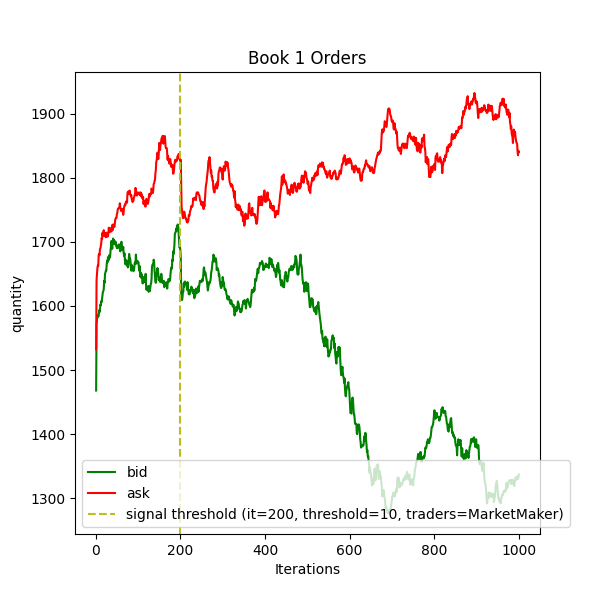 Book 1 Orders
quantity
1900
1800
1700
1600
1500
1400
1300
bid
ask
signal threshold (it=200, threshold=10, traders=MarketMaker)
0 200 400 600 800 1000
Iterations